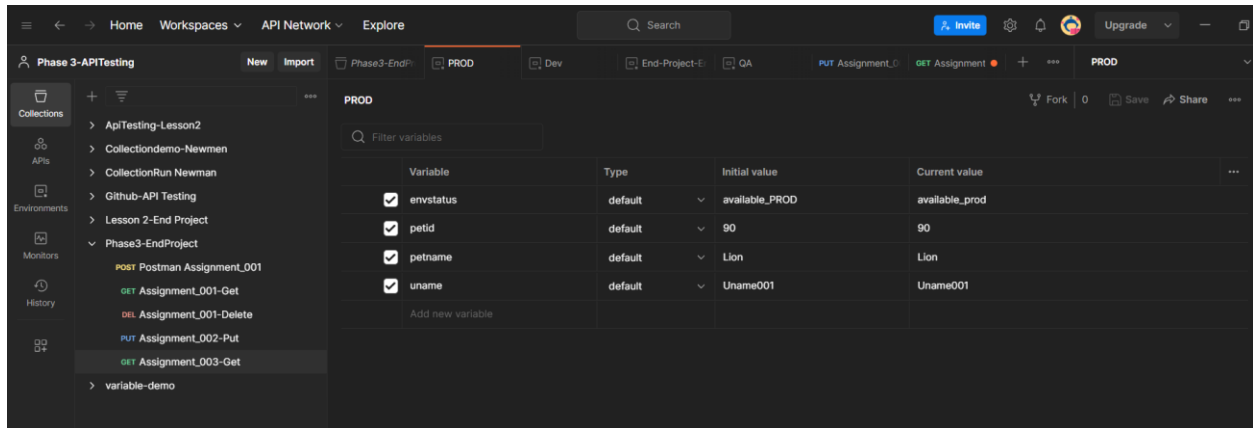 Home Workspaces API Network Explore Search Invite Upgrade
Phase 3-APITesting New Import Phase3-EndPr PROD Dev End-Project-E QA PUT Assignment_0 GET Assignment PROD
Collections
APIs
Environments
Monitors
History
ApiTesting-Lesson2
Collectiondemo-Newmen
CollectionRun Newman
Github-API Testing
Lesson 2-End Project
Phase3-EndProject
POST Postman Assignment_001
GET Assignment_001-Get
DEL Assignment_001-Delete
PUT Assignment_002-Put
GET Assignment_003-Get
variable-demo
PROD Fork 0 Save Share
Filter variables
Variable Type Initial value Current value
envstatus default available_PROD available_prod
petid default 90 90
petname default Lion Lion
uname default Uname001 Uname001
Add new variable